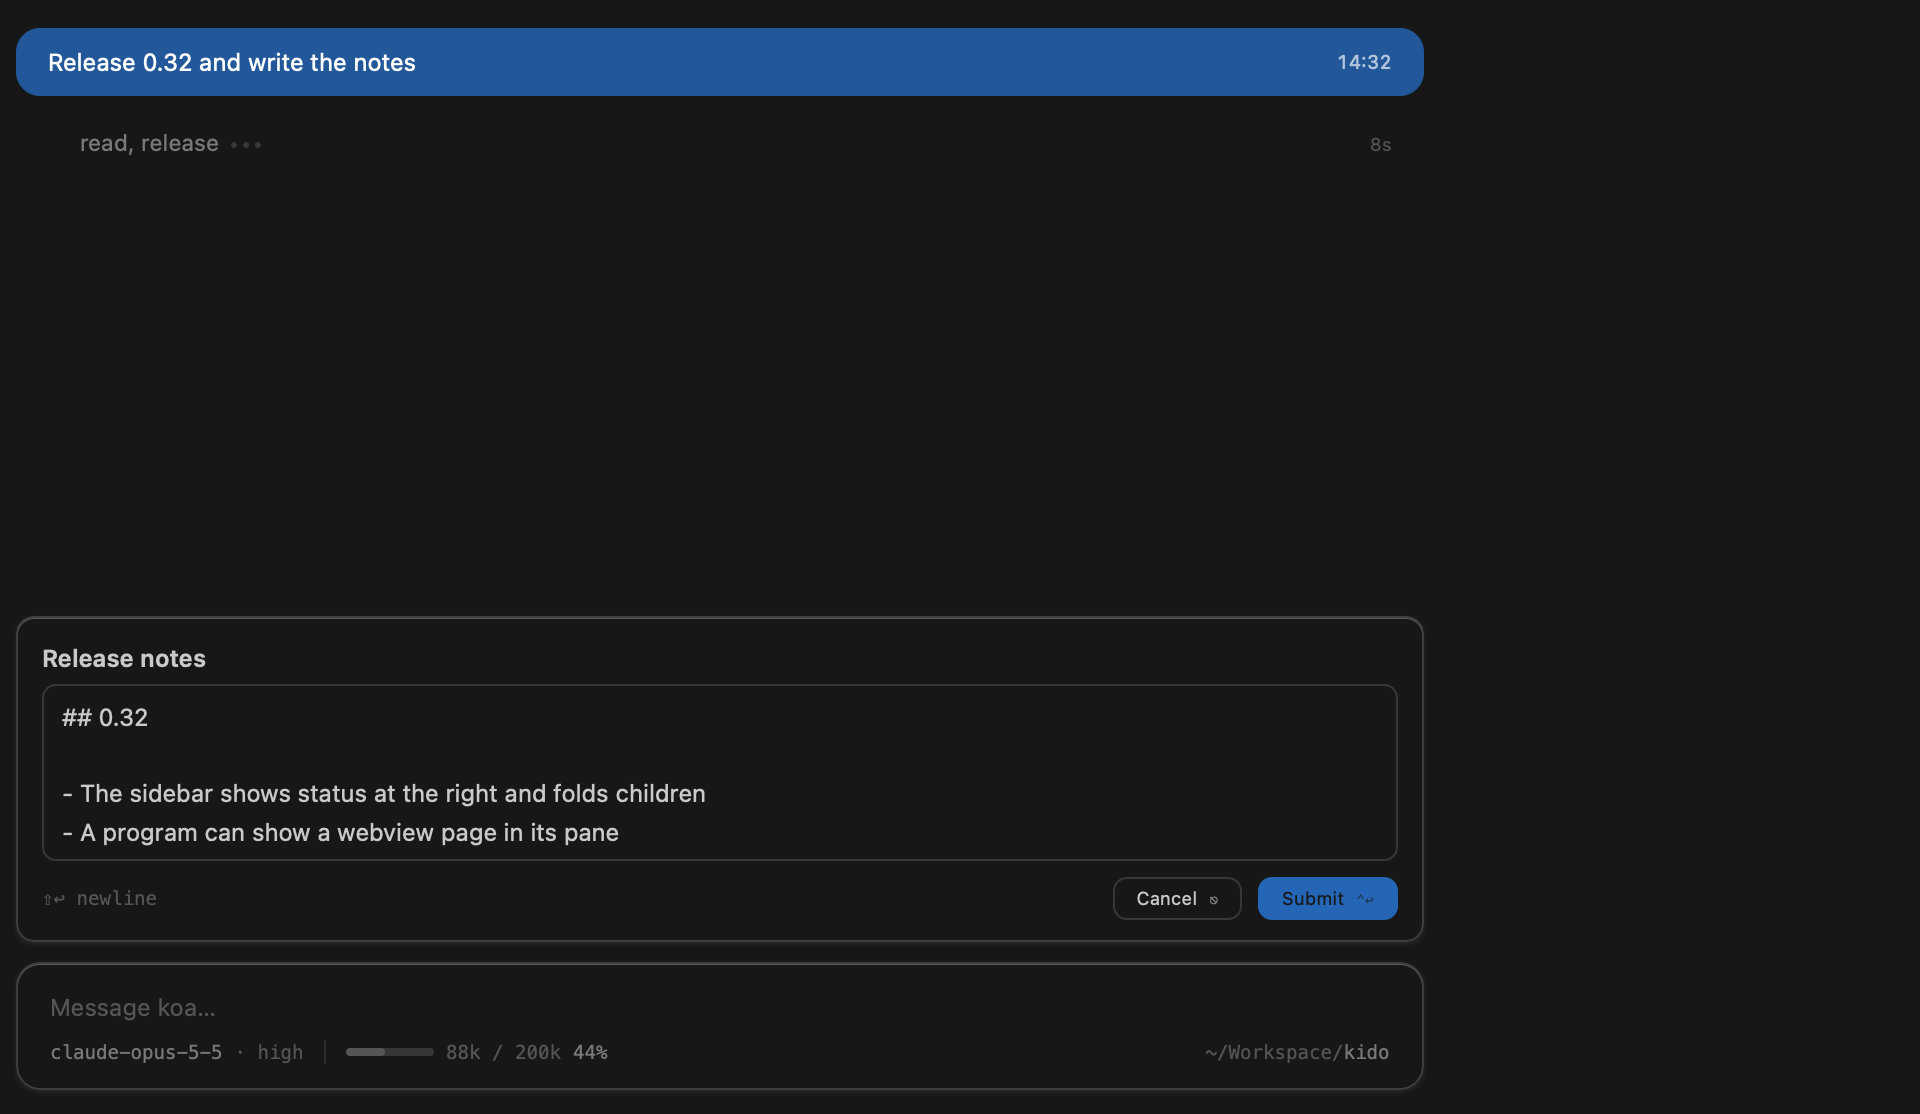 Release 0.32 and write the notes 14:32
read, release ••• 8s
Release notes
## 0.32
- The sidebar shows status at the right and folds children
- A program can show a webview page in its pane
⇧↩ newline Cancel ⎋ Submit ^↩
Message koa...
claude-opus-5-5 · high 88k / 200k 44% ~/Workspace/kido